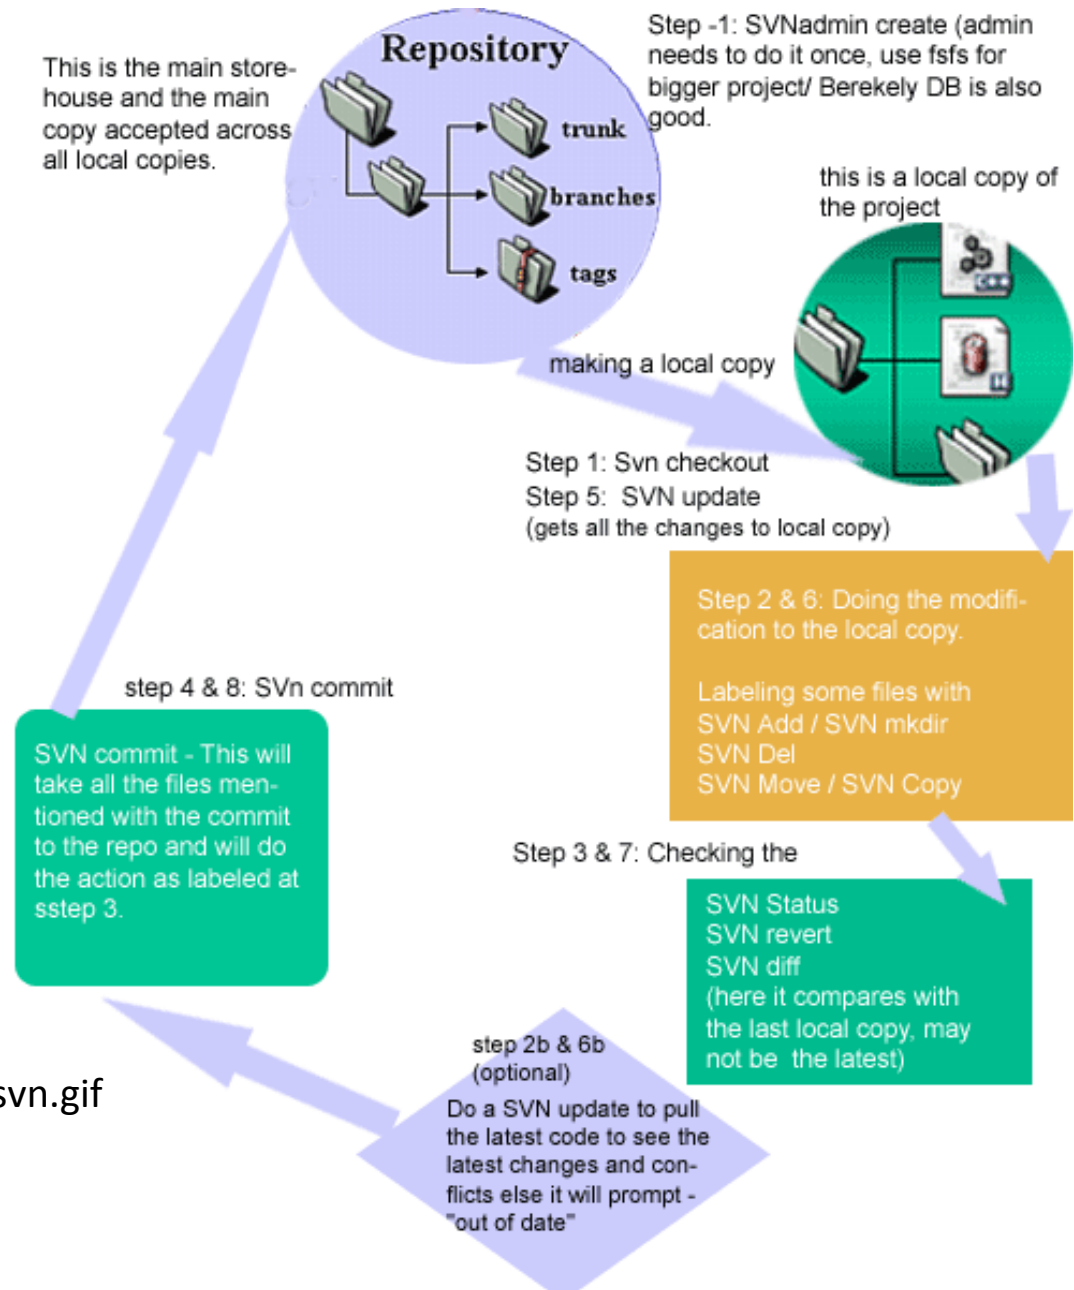 This is the main store-
house and the main
copy accepted across
all local copies.
Repository
trunk
branches
tags
Step -1: SVNadmin create (admin
needs to do it once, use fsfs for
bigger project/ Berekely DB is also
good.
this is a local copy of
the project
C++
H
making a local copy
Step 1: Svn checkout
Step 5: SVN update
(gets all the changes to local copy)
Step 2 & 6: Doing the modifi-
cation to the local copy.
Labeling some files with
SVN Add / SVN mkdir
SVN Del
SVN Move / SVN Copy
Step 3 & 7: Checking the
SVN Status
SVN revert
SVN diff
(here it compares with
the last local copy, may
not be the latest)
step 2b & 6b
(optional)
Do a SVN update to pull
the latest code to see the
latest changes and con-
flicts else it will prompt -
"out of date"
step 4 & 8: SVn commit
SVN commit - This will
take all the files men-
tioned with the commit
to the repo and will do
the action as labeled at
sstep 3.
svn.gif